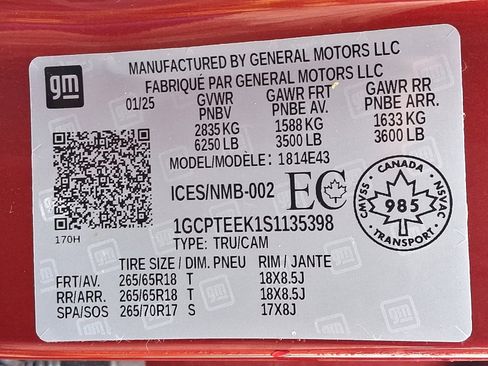 gm
MANUFACTURED BY GENERAL MOTORS LLC
FABRIQUÉ PAR GENERAL MOTORS LLC
01/25 GVWR GAWR FRT GAWR RR
PNBV PNBE AV. PNBE ARR.
2835 KG 1588 KG 1633 KG
6250 LB 3500 LB 3600 LB
MODEL/MODÈLE: 1814E43
ICES/NMB-002 EC
CANADA
CMVSS 985 NSVAC
TRANSPORT
1GCPTEEK1S1135398
170H TYPE: TRU/CAM
TIRE SIZE / DIM. PNEU RIM / JANTE
FRT/AV. 265/65R18 T 18X8.5J
RR/ARR. 265/65R18 T 18X8.5J
SPA/SOS 265/70R17 S 17X8J